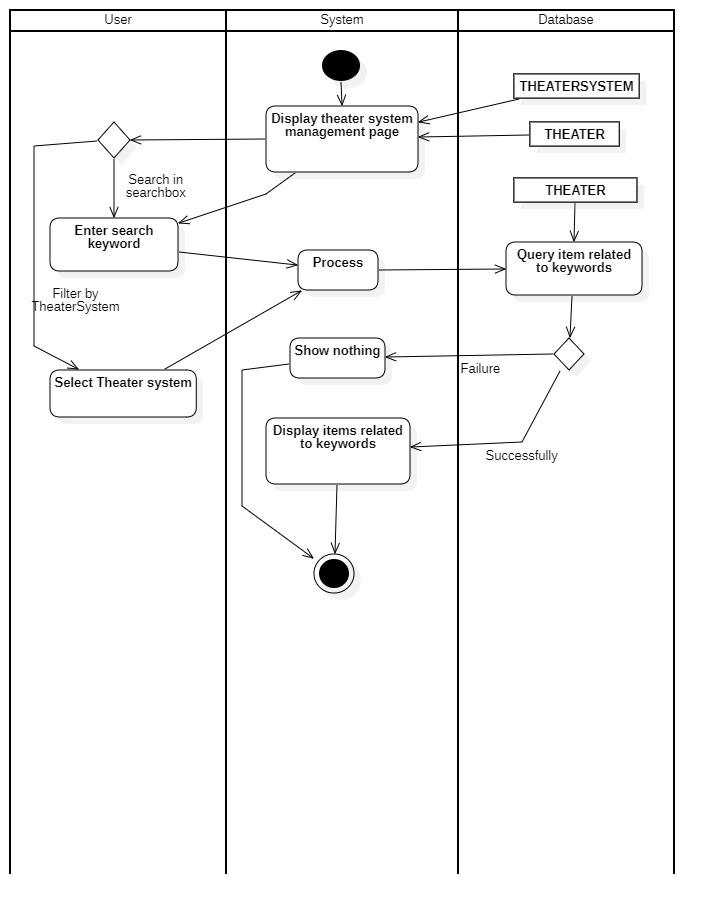 User
System
Database
THEATERSYSTEM
Display theater system
management page
THEATER
Search in
searchbox
THEATER
Enter search
keyword
Query item related
to keywords
Process
Filter by
TheaterSystem
Show nothing
Failure
Select Theater system
Display items related
to keywords
Successfully